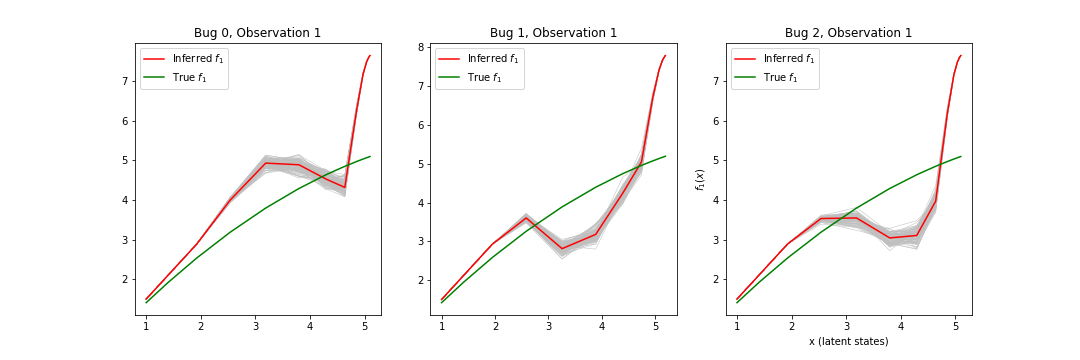 Bug 0, Observation 1
Inferred f₁
True f₁
7
6
5
4
3
2
1 2 3 4 5
Bug 1, Observation 1
Inferred f₁
True f₁
8
7
6
5
4
3
2
1 2 3 4 5
Bug 2, Observation 1
Inferred f₁
True f₁
f₁(x)
7
6
5
4
3
2
1 2 3 4 5
x (latent states)